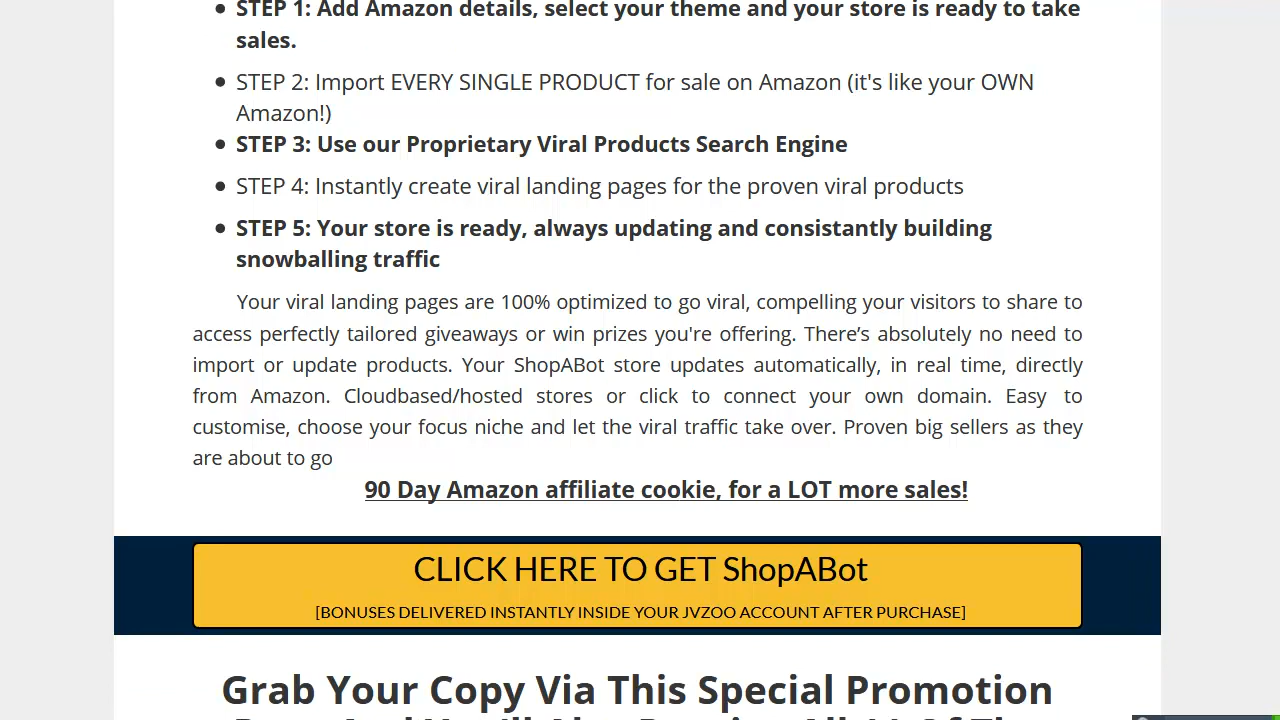 STEP 1: Add Amazon details, select your theme and your store is ready to take
sales.
STEP 2: Import EVERY SINGLE PRODUCT for sale on Amazon (it's like your OWN
Amazon!)
STEP 3: Use our Proprietary Viral Products Search Engine
STEP 4: Instantly create viral landing pages for the proven viral products
STEP 5: Your store is ready, always updating and consistantly building
snowballing traffic
Your viral landing pages are 100% optimized to go viral, compelling your visitors to share to
access perfectly tailored giveaways or win prizes you're offering. There’s absolutely no need to
import or update products. Your ShopABot store updates automatically, in real time, directly
from Amazon. Cloudbased/hosted stores or click to connect your own domain. Easy to
customise, choose your focus niche and let the viral traffic take over. Proven big sellers as they
are about to go
90 Day Amazon affiliate cookie, for a LOT more sales!
CLICK HERE TO GET ShopABot
[BONUSES DELIVERED INSTANTLY INSIDE YOUR JVZOO ACCOUNT AFTER PURCHASE]
Grab Your Copy Via This Special Promotion